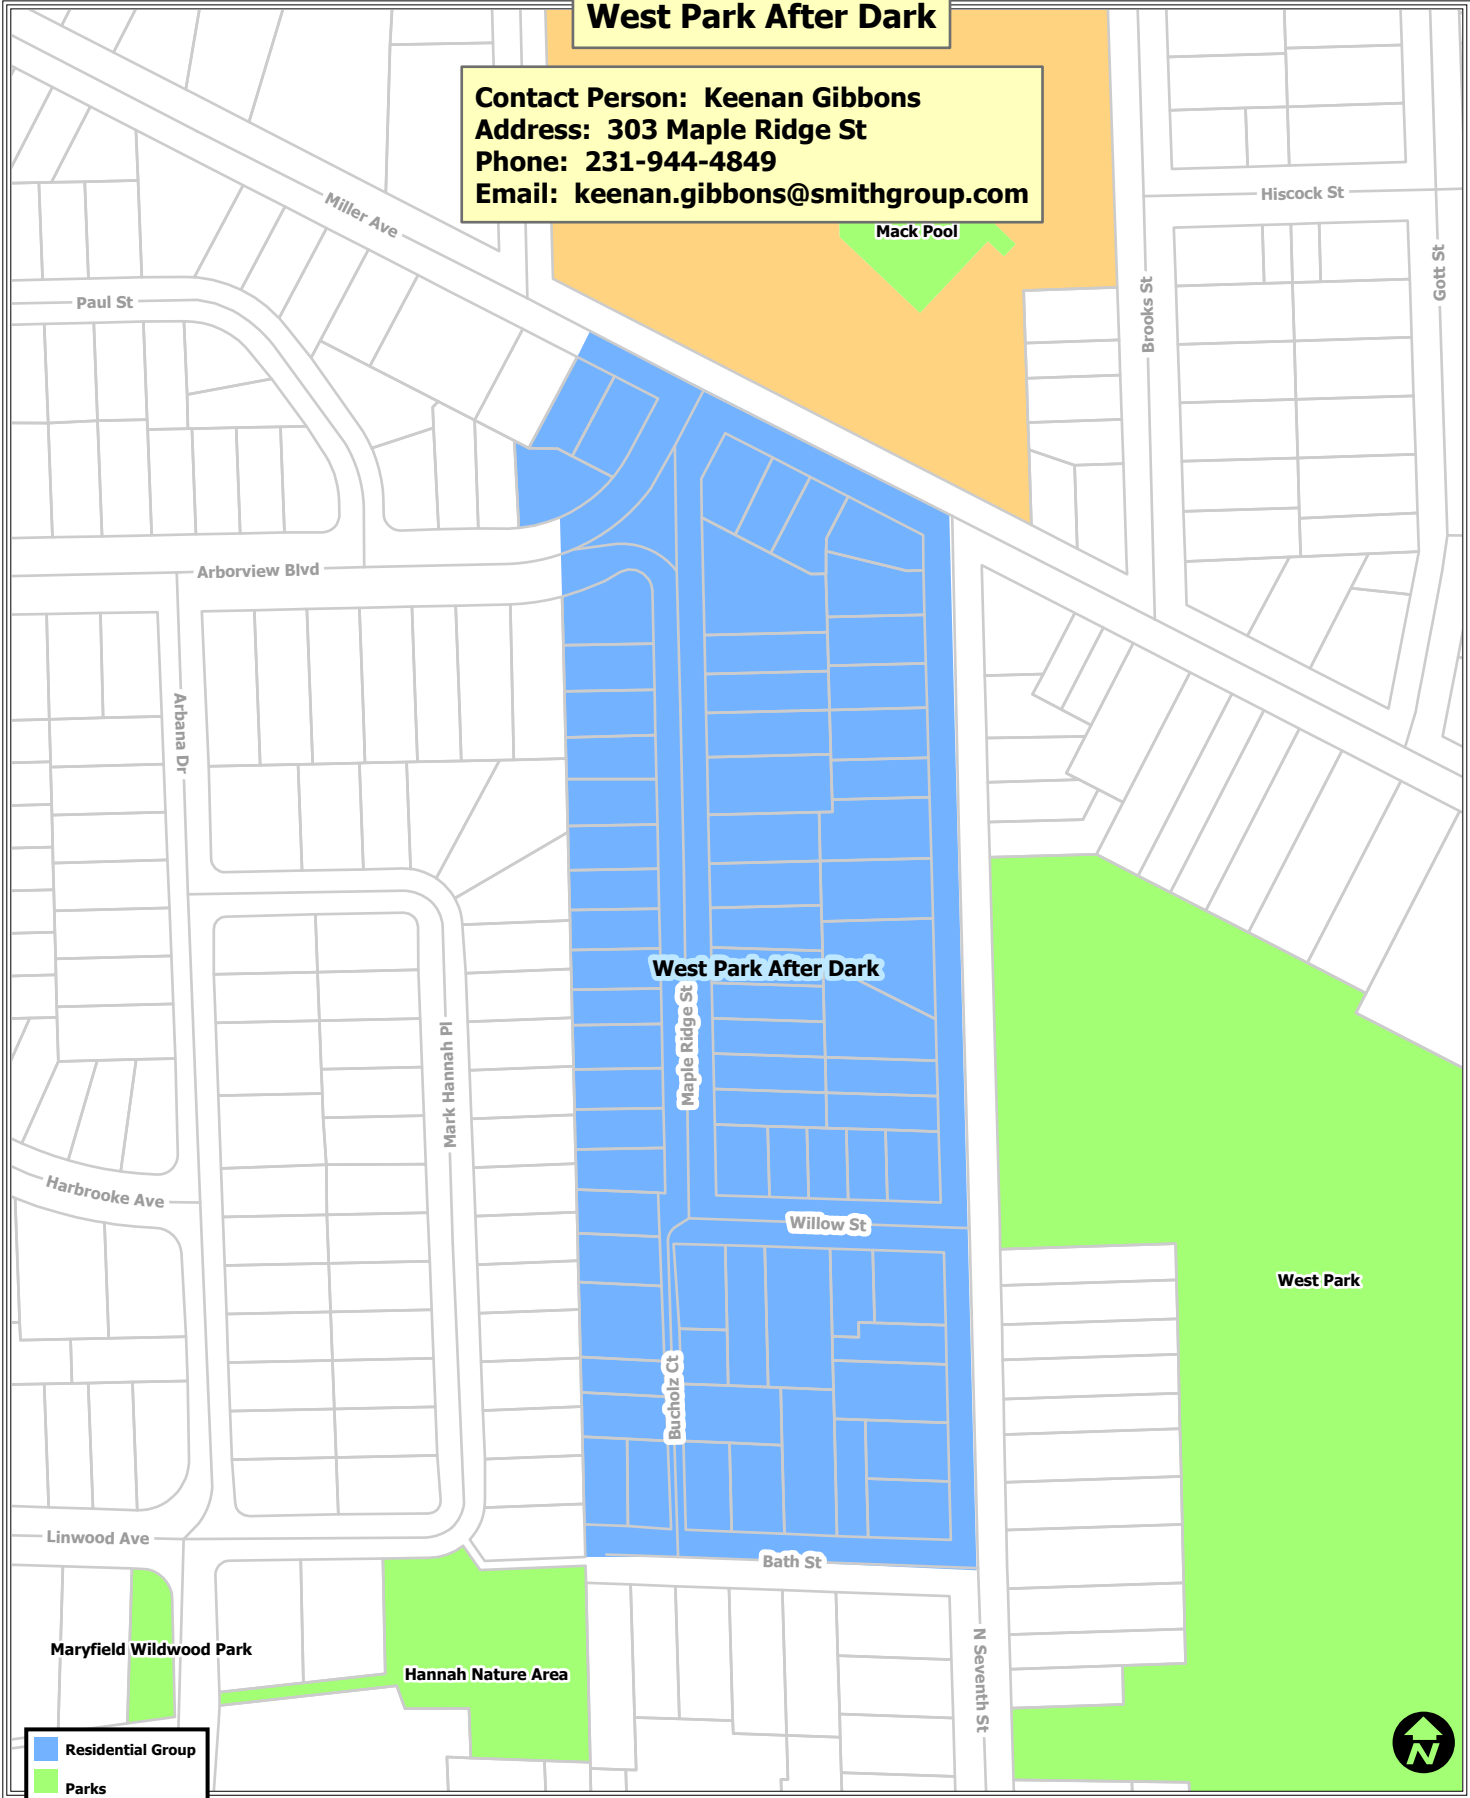 West Park After Dark
Contact Person: Keenan Gibbons
Address: 303 Maple Ridge St
Phone: 231-944-4849
Email: keenan.gibbons@smithgroup.com
Mack Pool
Miller Ave
Hiscock St
Gott St
Brooks St
Paul St
Arborview Blvd
Arbana Dr
West Park After Dark
Maple Ridge St
Mark Hannah Pl
Harbrooke Ave
Willow St
West Park
Bucholz Ct
Linwood Ave
Bath St
Maryfield Wildwood Park
Hannah Nature Area
N Seventh St
Residential Group
Parks
N